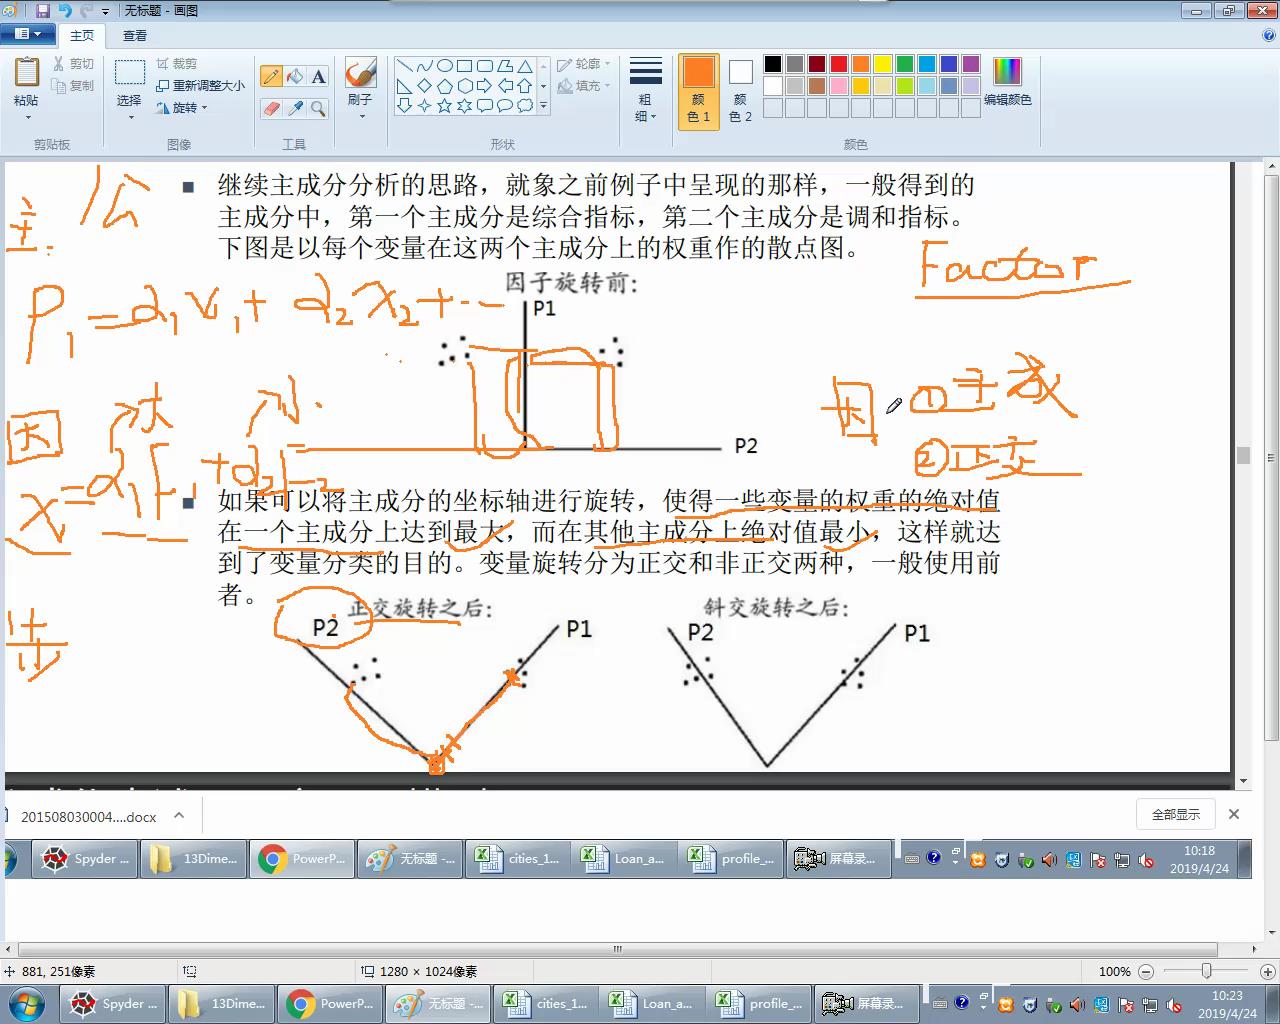 无标题 - 画图
主页
查看
粘贴
剪切
复制
选择
裁剪
重新调整大小
旋转
A
刷子
轮廓
填充
粗细
颜色 1
颜色 2
编辑颜色
剪贴板
图像
工具
形状
颜色
■ 继续主成分分析的思路，就象之前例子中呈现的那样，一般得到的
主成分中，第一个主成分是综合指标，第二个主成分是调和指标。
下图是以每个变量在这两个主成分上的权重作的散点图。
主:
公
Factor
因子旋转前:
P1
P2
因
①主成
②正交
因
大
小
■ 如果可以将主成分的坐标轴进行旋转，使得一些变量的权重的绝对值
在一个主成分上达到最大，而在其他主成分上绝对值最小，这样就达
到了变量分类的目的。变量旋转分为正交和非正交两种，一般使用前
者。
正交旋转之后:
斜交旋转之后:
P2
P1
P2
P1
201508030004....docx
全部显示
Spyder ...
13Dime...
PowerP...
无标题 -...
cities_1...
Loan_a...
profile_...
屏幕录...
10:18
2019/4/24
881, 251像素
1280 × 1024像素
100%
Spyder ...
13Dime...
PowerP...
无标题 -...
cities_1...
Loan_a...
profile_...
屏幕录...
10:23
2019/4/24